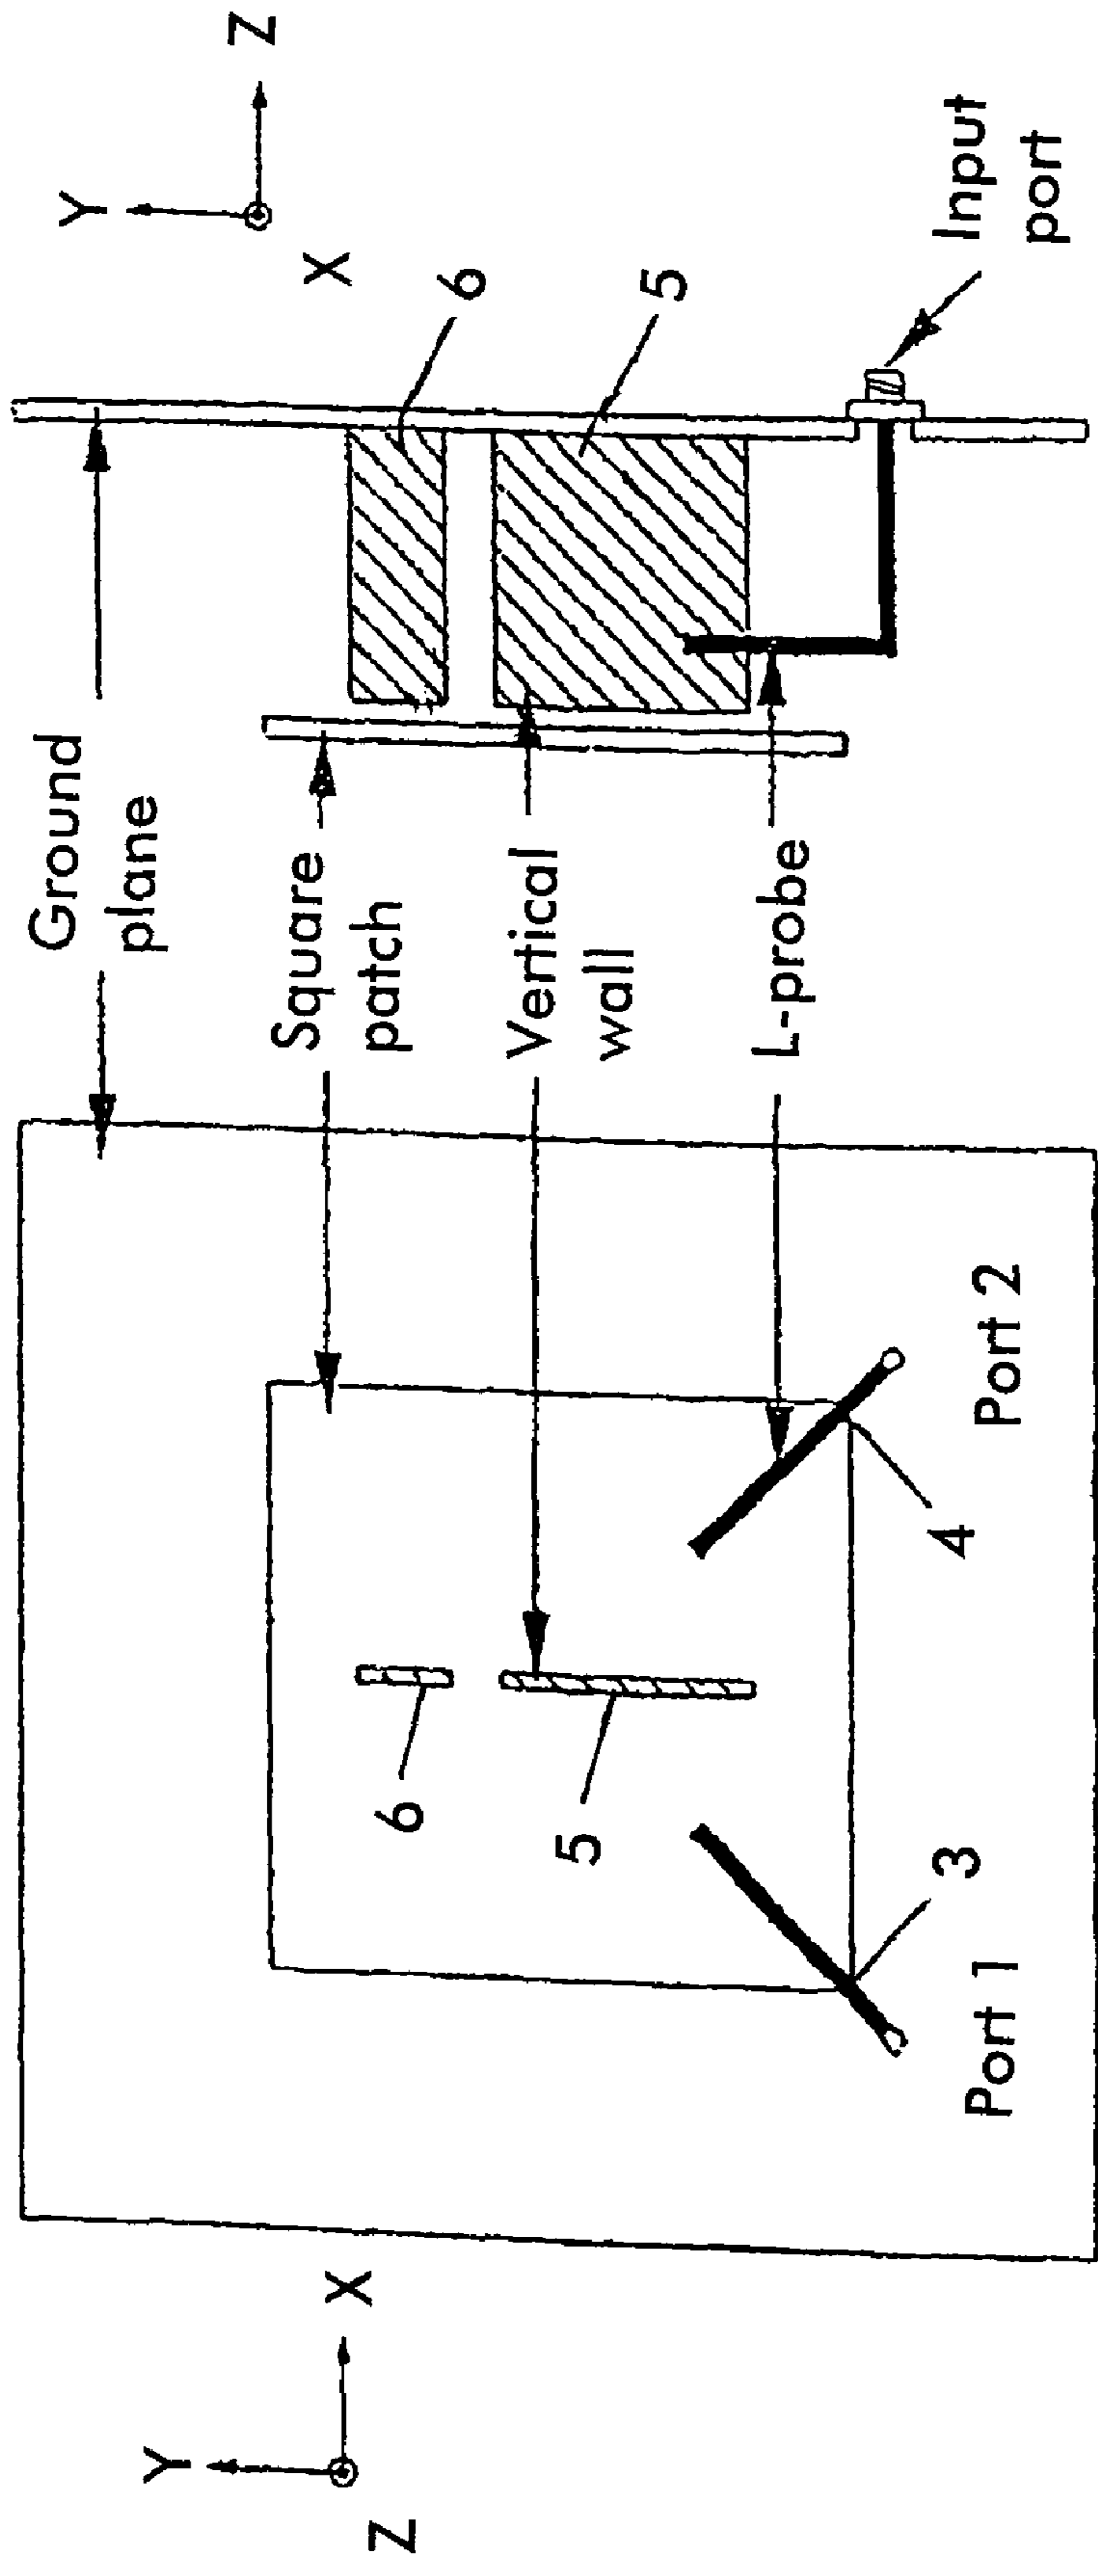 Y
X
Z
Ground
plane
Square
patch
Vertical
wall
L-probe
6
5
3
4
Port 1
Port 2
Y
Z
X
6
5
Input
port